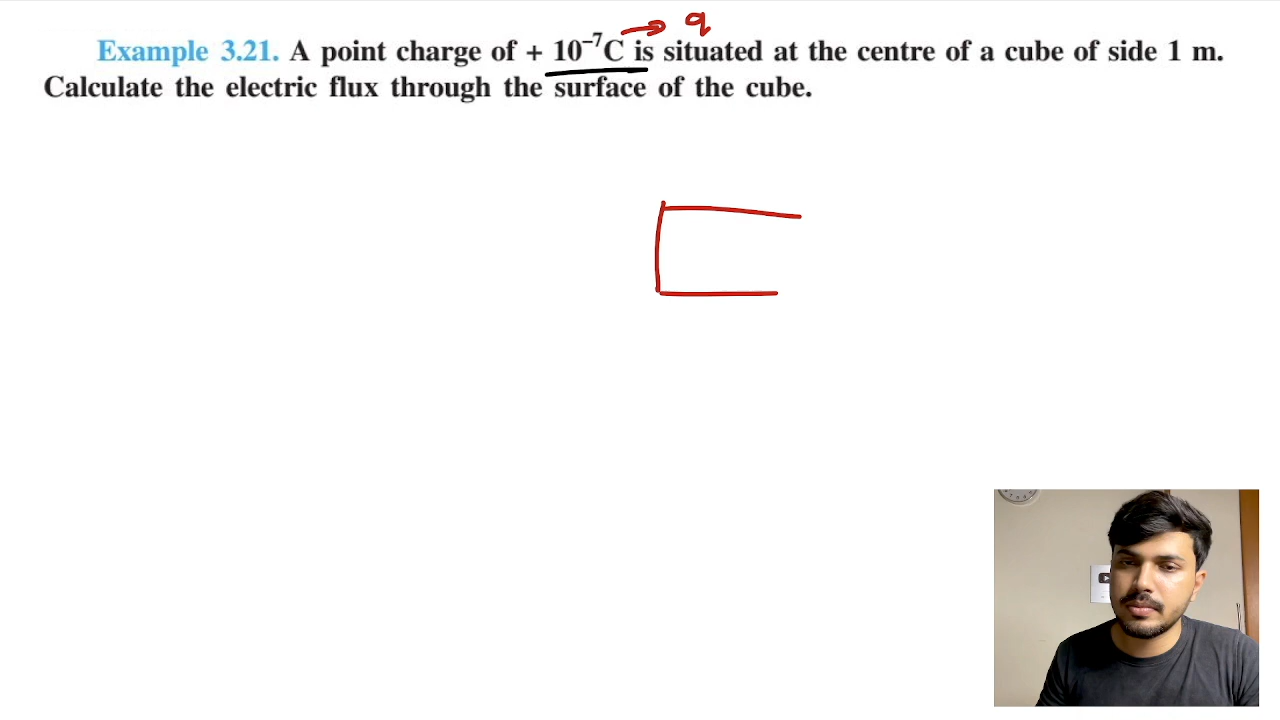 q
Example 3.21. A point charge of + 10⁻⁷C is situated at the centre of a cube of side 1 m.
Calculate the electric flux through the surface of the cube.